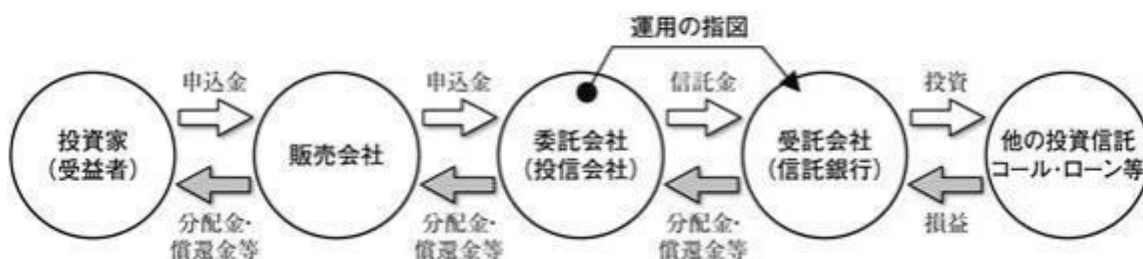 運用の指図
申込金
申込金
信託金
投資
投資家
(受益者)
販売会社
委託会社
(投信会社)
受託会社
(信託銀行)
他の投資信託
コール・ローン等
分配金・
償還金等
分配金・
償還金等
分配金・
償還金等
損益